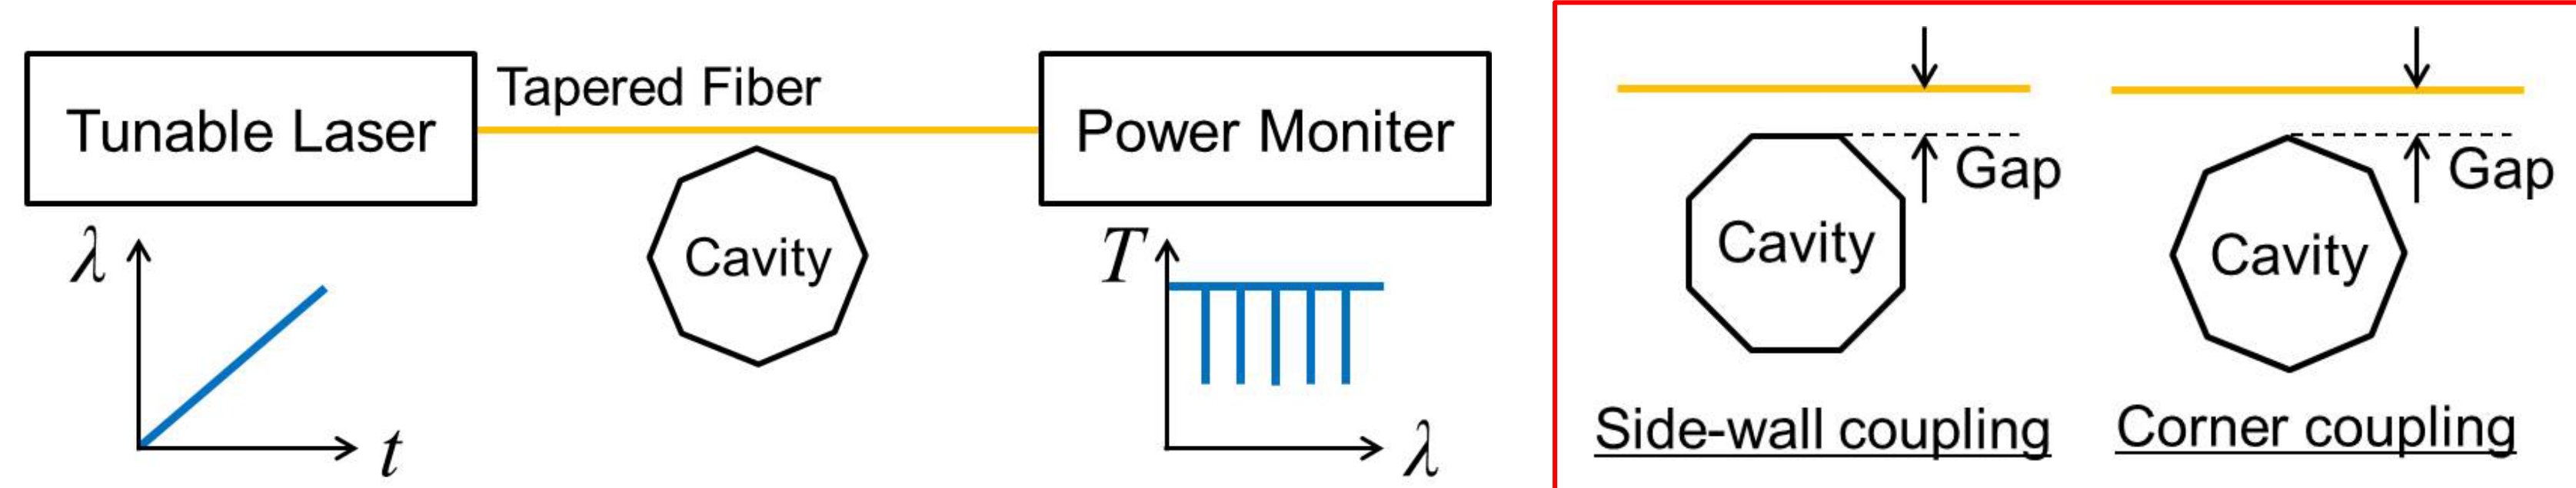 Tunable Laser
Tapered Fiber
Power Moniter
Cavity
λ
t
T
λ
Cavity
Gap
Side-wall coupling
Cavity
Gap
Corner coupling